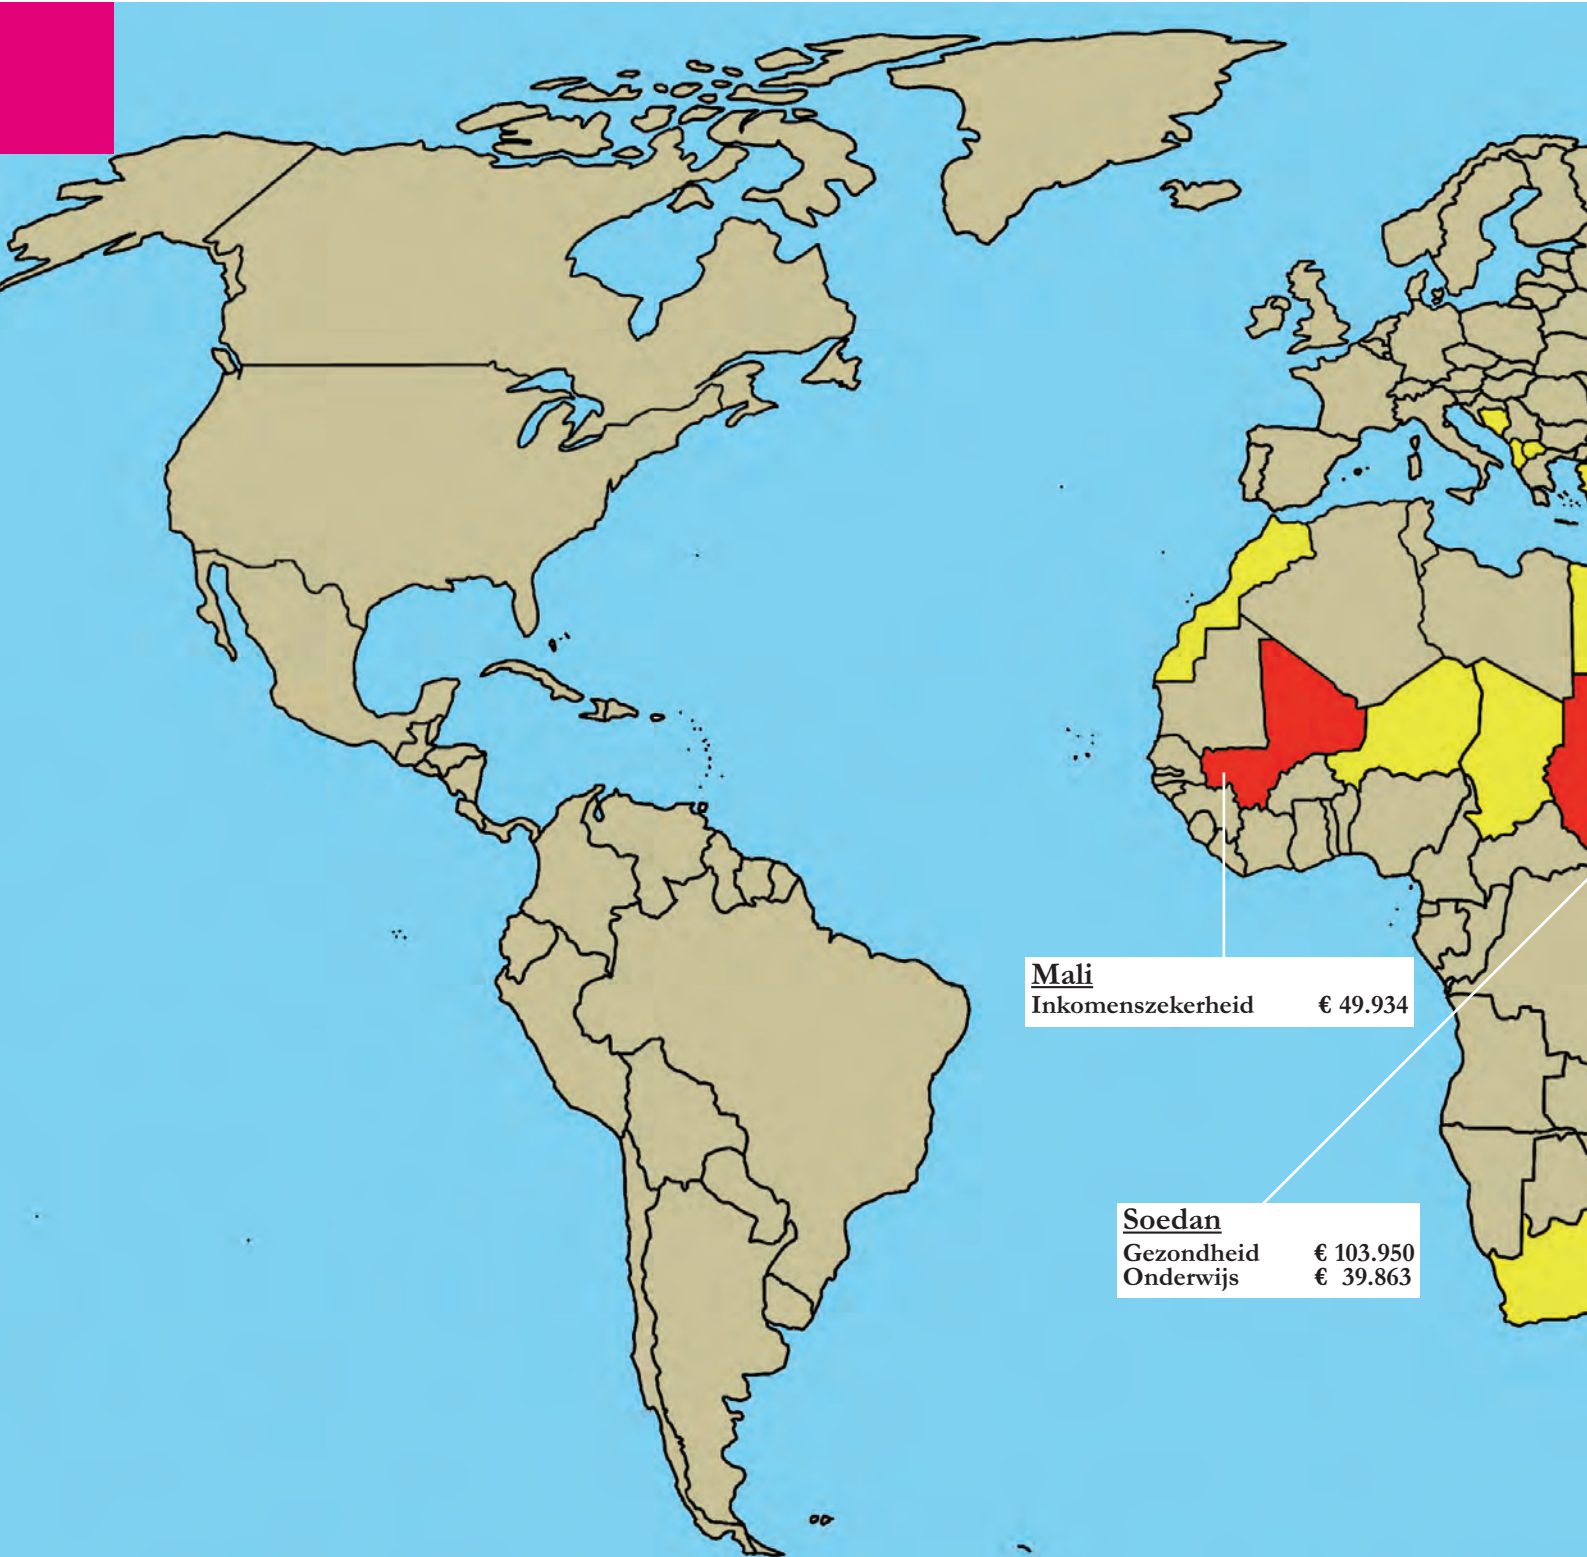 Mali
Inkomenszekerheid € 49.934
Soedan
Gezondheid € 103.950
Onderwijs € 39.863